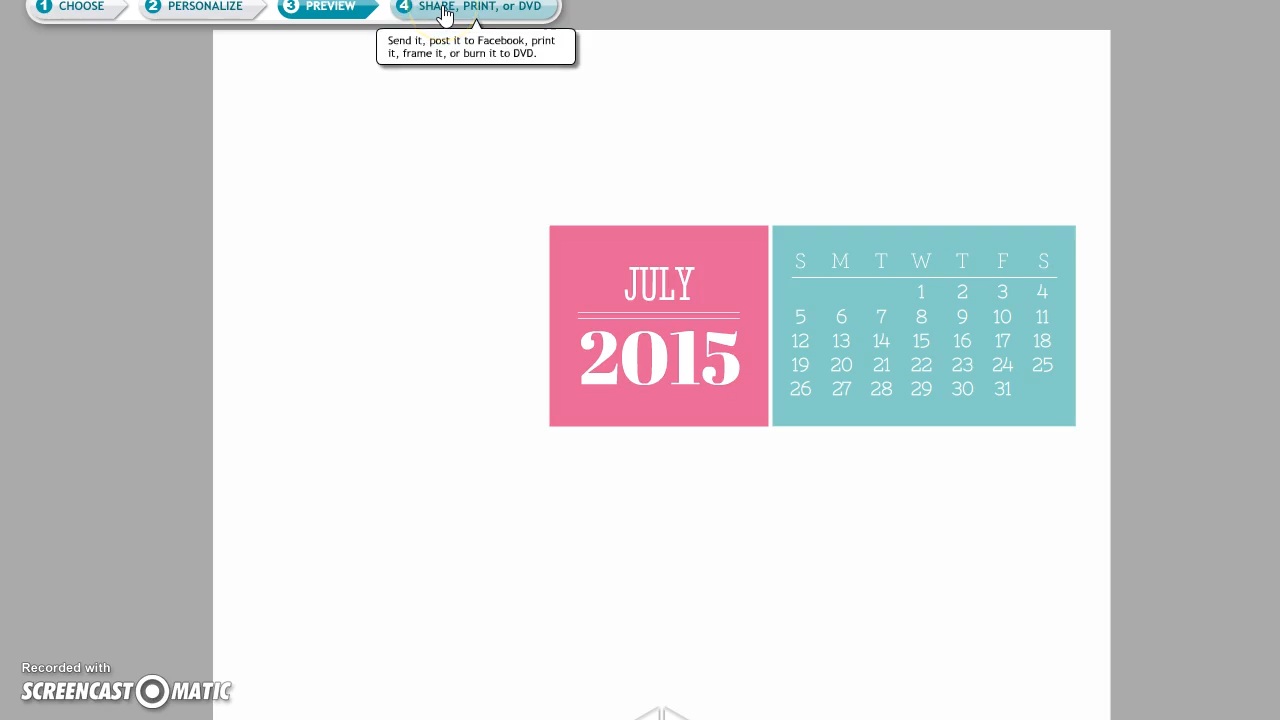 1 CHOOSE 2 PERSONALIZE 3 PREVIEW 4 SHARE, PRINT, or DVD
Send it, post it to Facebook, print
it, frame it, or burn it to DVD.
JULY
2015
S M T W T F S
1 2 3 4
5 6 7 8 9 10 11
12 13 14 15 16 17 18
19 20 21 22 23 24 25
26 27 28 29 30 31
Recorded with
SCREENCAST MATIC